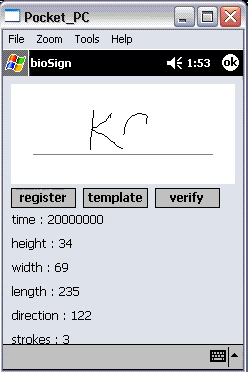 Pocket_PC
File Zoom Tools Help
bioSign 1:53 ok
register template verify
time : 20000000
height : 34
width : 69
length : 235
direction : 122
strokes : 3